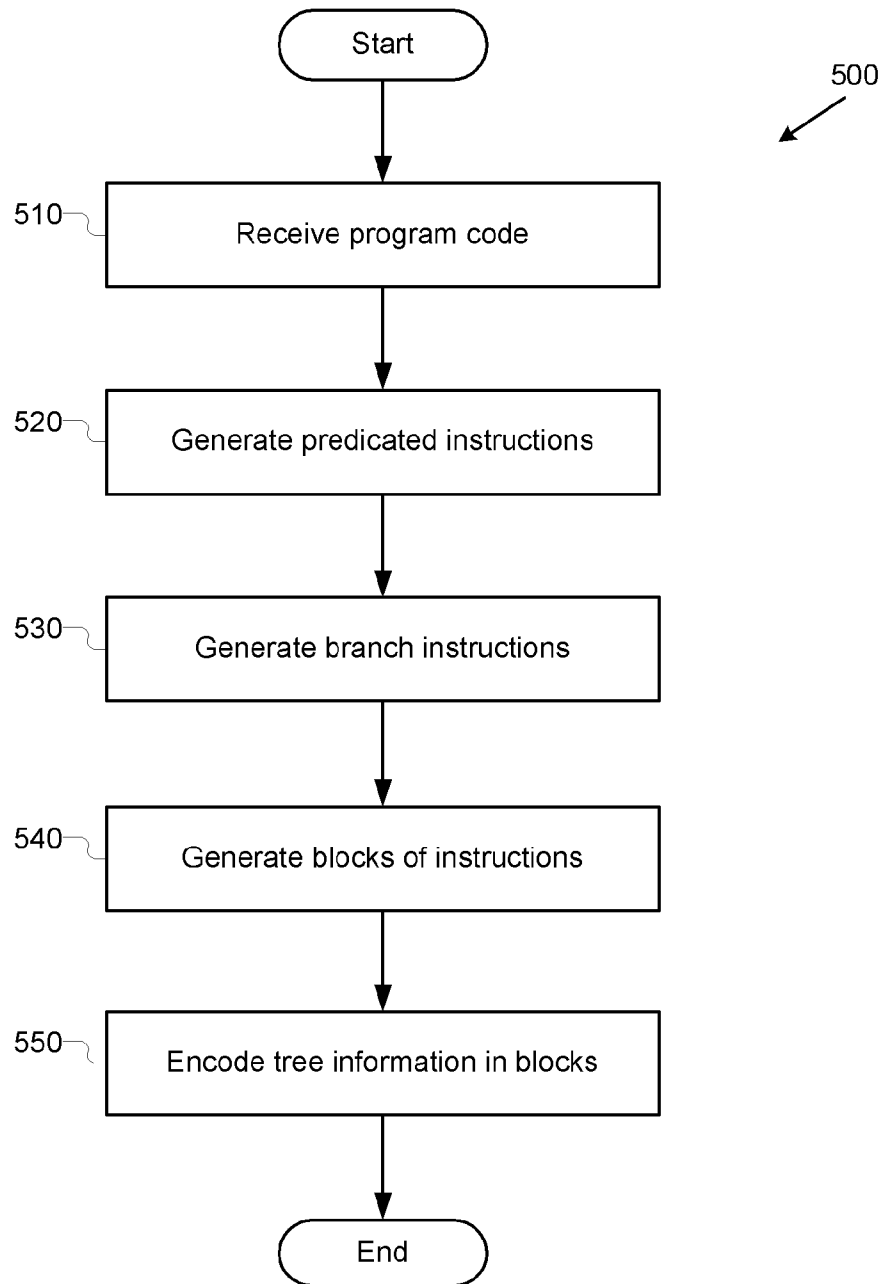 Start
500
510
Receive program code
520
Generate predicated instructions
530
Generate branch instructions
540
Generate blocks of instructions
550
Encode tree information in blocks
End